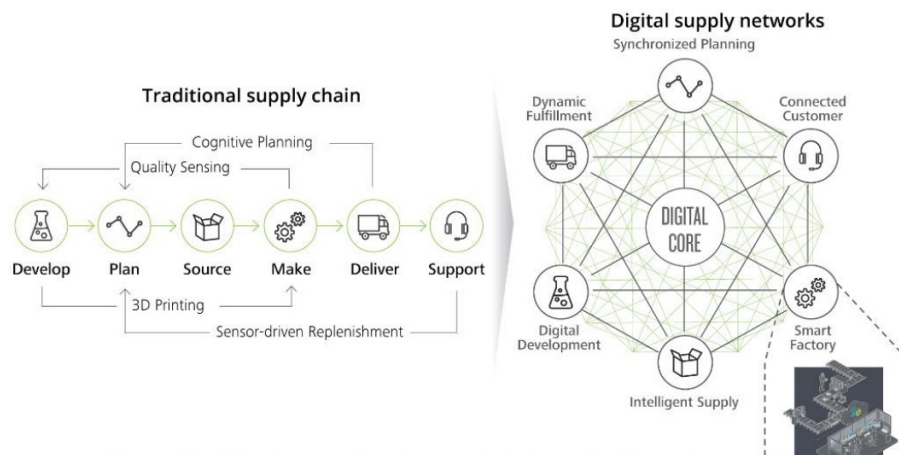 Traditional supply chain
Cognitive Planning
Quality Sensing
Develop
Plan
Source
Make
Deliver
Support
3D Printing
Sensor-driven Replenishment
Digital supply networks
Synchronized Planning
Dynamic
Fulfillment
Connected
Customer
DIGITAL
CORE
Digital
Development
Smart
Factory
Intelligent Supply